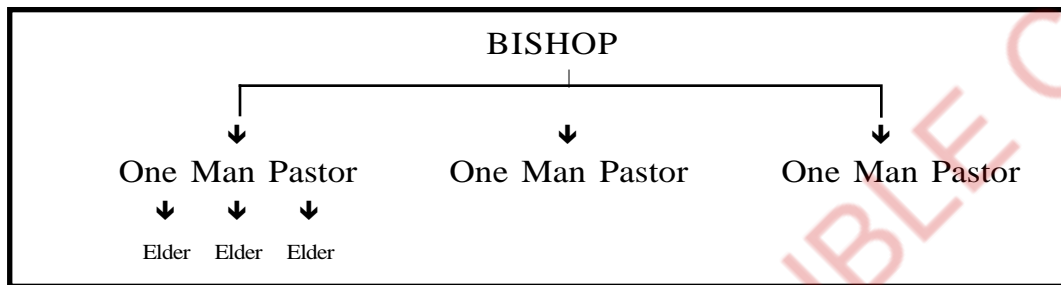 BISHOP
One Man Pastor One Man Pastor One Man Pastor
Elder Elder Elder